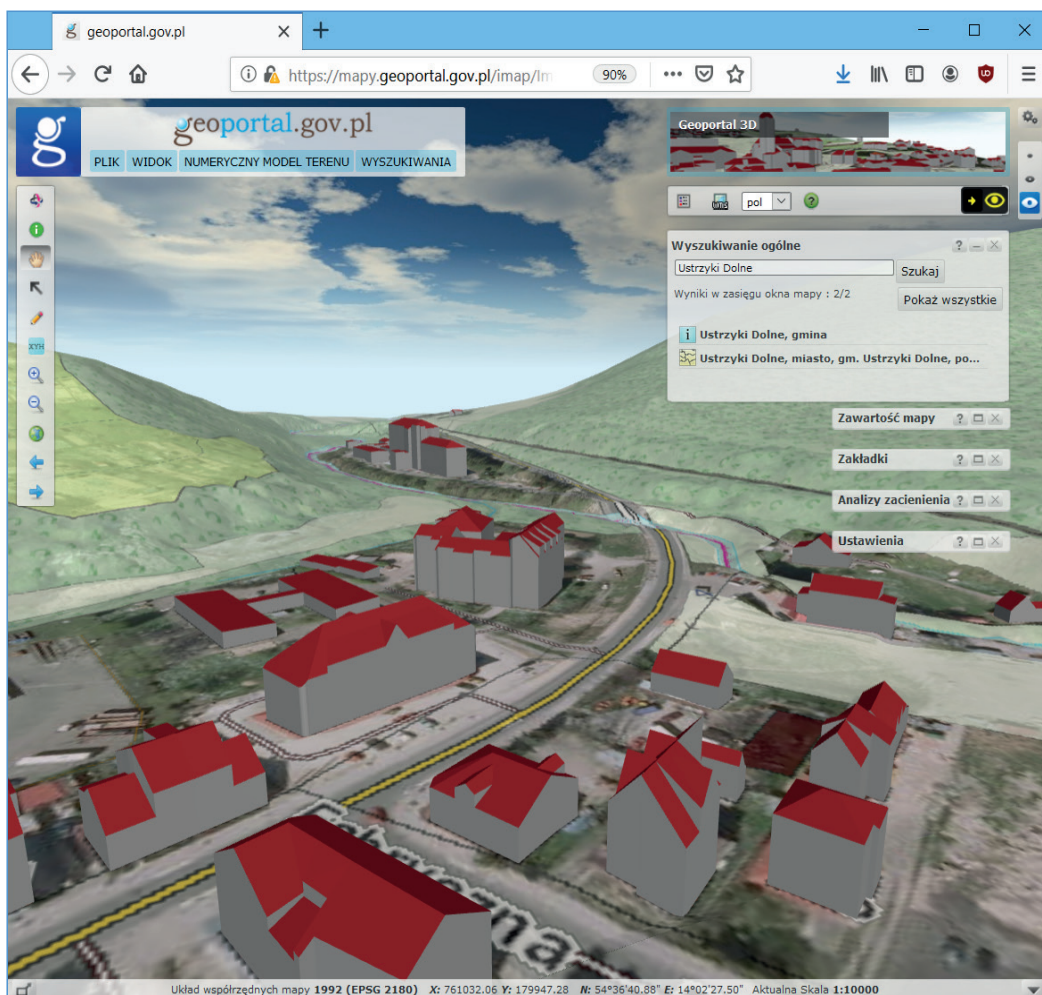 geoportal.gov.pl
https://mapy.geoportal.gov.pl/imap/Im
90%
geoportal.gov.pl
PLIK WIDOK NUMERYCZNY MODEL TERENU WYSZUKIWANIA
Geoportal 3D
pol
Wyszukiwanie ogólne
Ustrzyki Dolne
Szukaj
Wyniki w zasięgu okna mapy : 2/2
Pokaż wszystkie
Ustrzyki Dolne, gmina
Ustrzyki Dolne, miasto, gm. Ustrzyki Dolne, po...
Zawartość mapy
Zakładki
Analizy zacienienia
Ustawienia
XYH
Układ współrzędnych mapy 1992 (EPSG 2180) X: 761032.06 Y: 179947.28 N: 54°36'40.88" E: 14°02'27.50" Aktualna Skala 1:10000